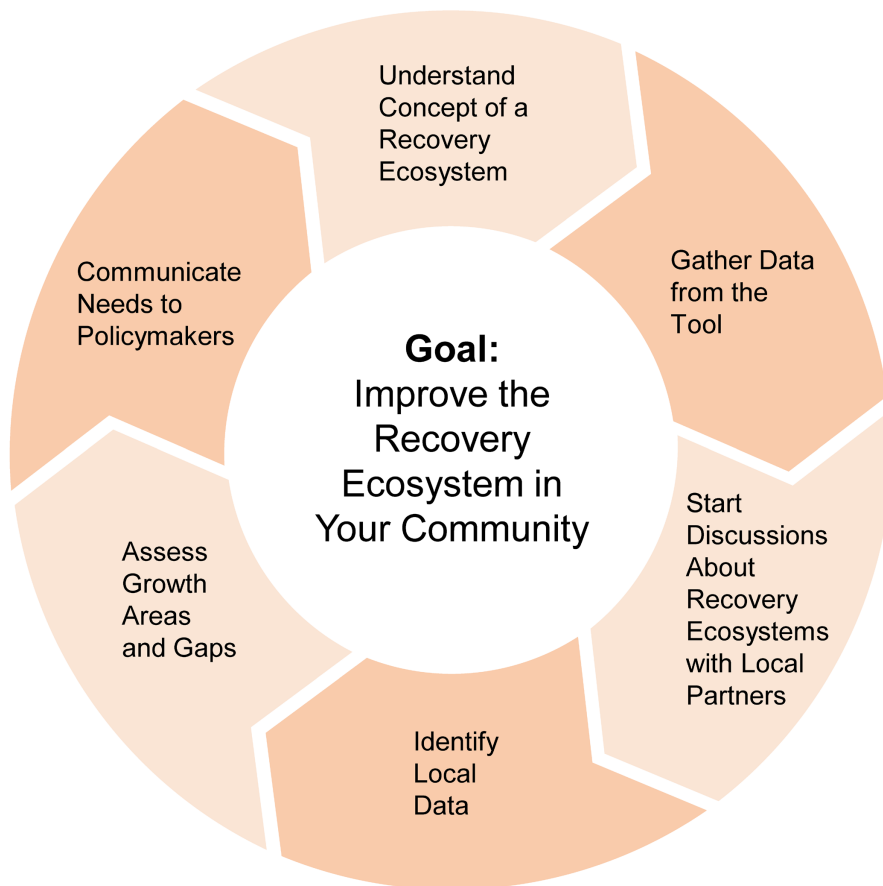 Understand
Concept of a
Recovery
Ecosystem
Gather Data
from the
Tool
Start
Discussions
About
Recovery
Ecosystems
with Local
Partners
Identify
Local
Data
Assess
Growth
Areas
and Gaps
Communicate
Needs to
Policymakers
Goal:
Improve the
Recovery
Ecosystem in
Your Community